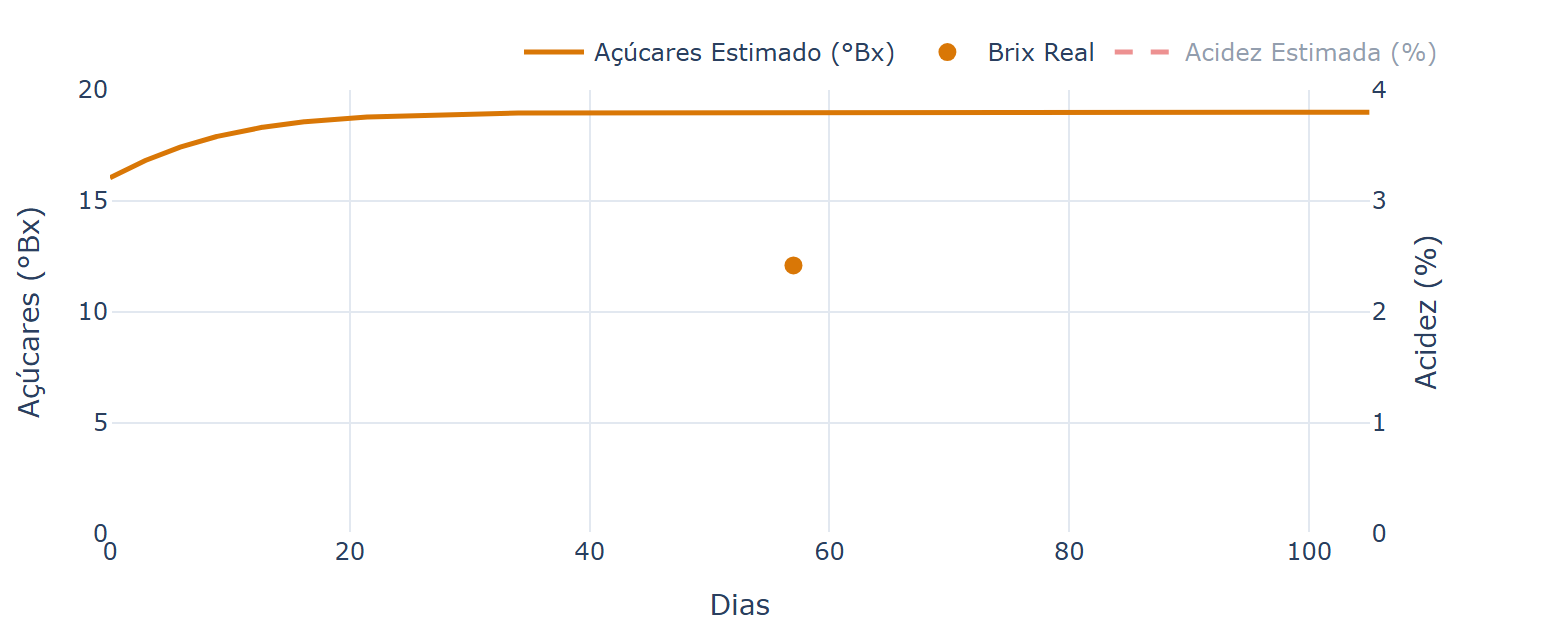 Açúcares Estimado (°Bx) Brix Real Acidez Estimada (%)
20 4
15 3
10 2
5 1
0 0
0 20 40 60 80 100
Açúcares (°Bx)
Acidez (%)
Dias